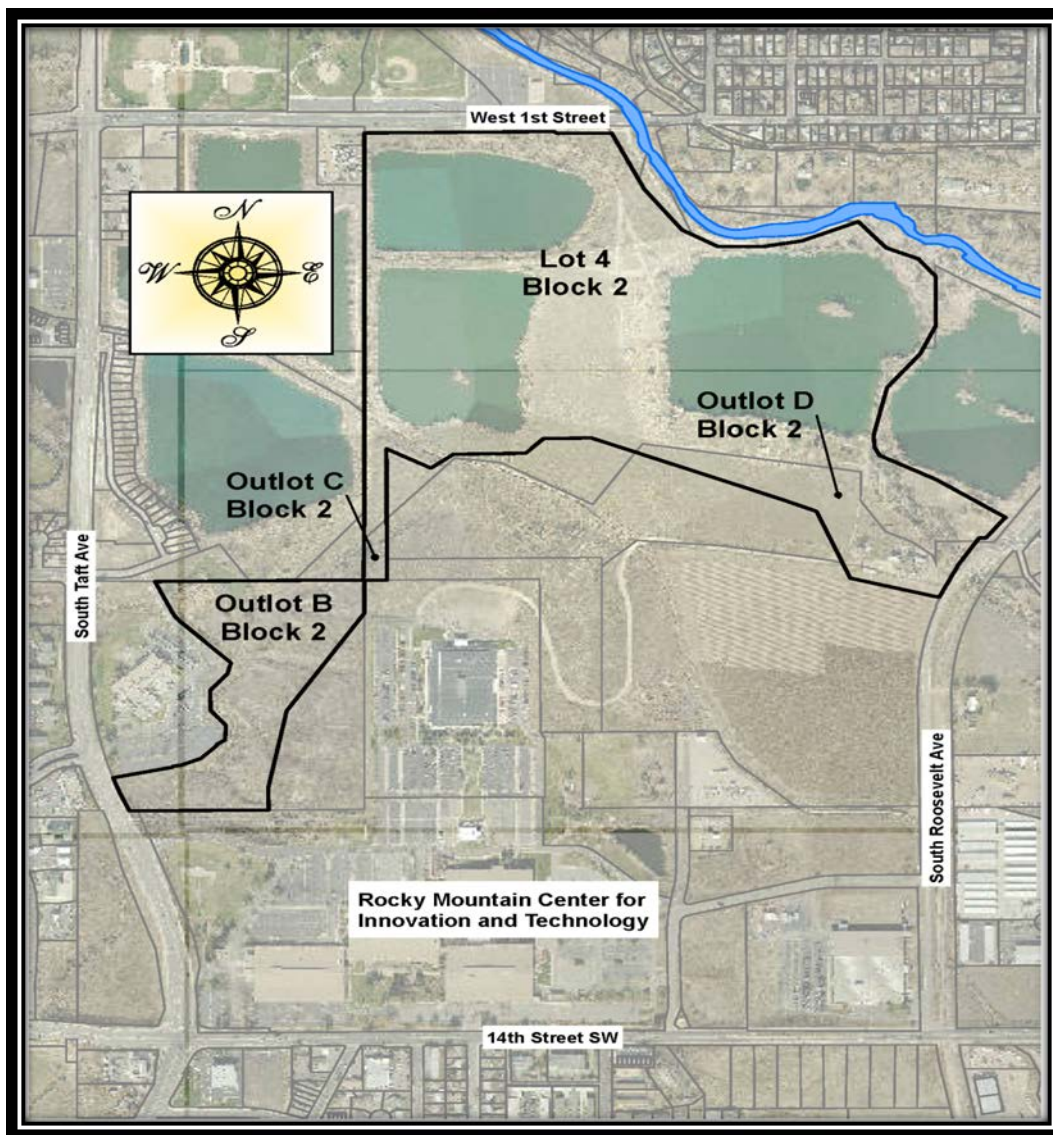 West 1st Street
N
W
E
S
Lot 4
Block 2
Outlot D
Block 2
Outlot C
Block 2
Outlot B
Block 2
South Taft Ave
South Roosevelt Ave
Rocky Mountain Center for
Innovation and Technology
14th Street SW